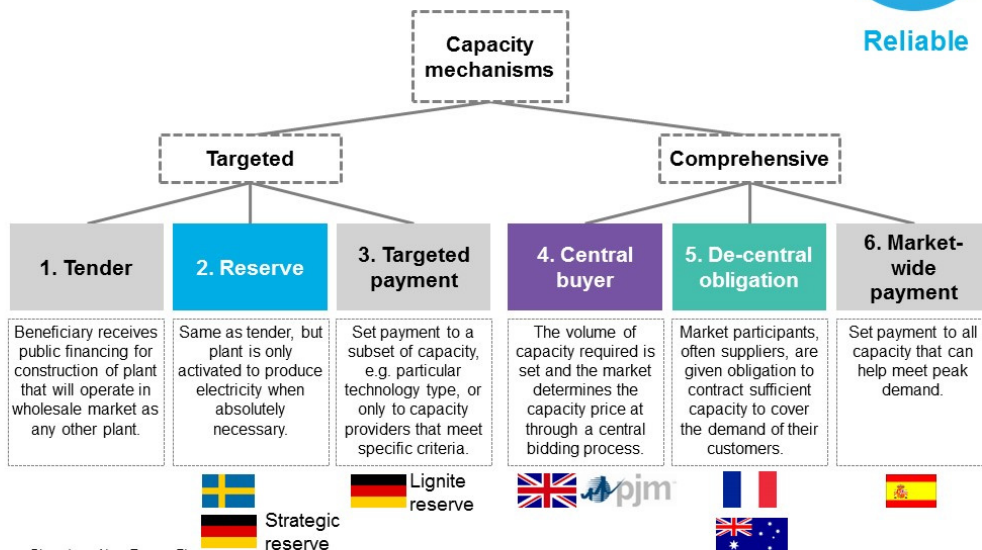 Reliable
Capacity
mechanisms
Targeted
Comprehensive
1. Tender
2. Reserve
3. Targeted
payment
4. Central
buyer
5. De-central
obligation
6. Market-
wide
payment
Beneficiary receives
public financing for
construction of plant
that will operate in
wholesale market as
any other plant.
Same as tender, but
plant is only
activated to produce
electricity when
absolutely
necessary.
Set payment to a
subset of capacity,
e.g. particular
technology type, or
only to capacity
providers that meet
specific criteria.
The volume of
capacity required is
set and the market
determines the
capacity price at
through a central
bidding process.
Market participants,
often suppliers, are
given obligation to
contract sufficient
capacity to cover
the demand of their
customers.
Set payment to all
capacity that can
help meet peak
demand.
Strategic
reserve
Lignite
reserve
pjm